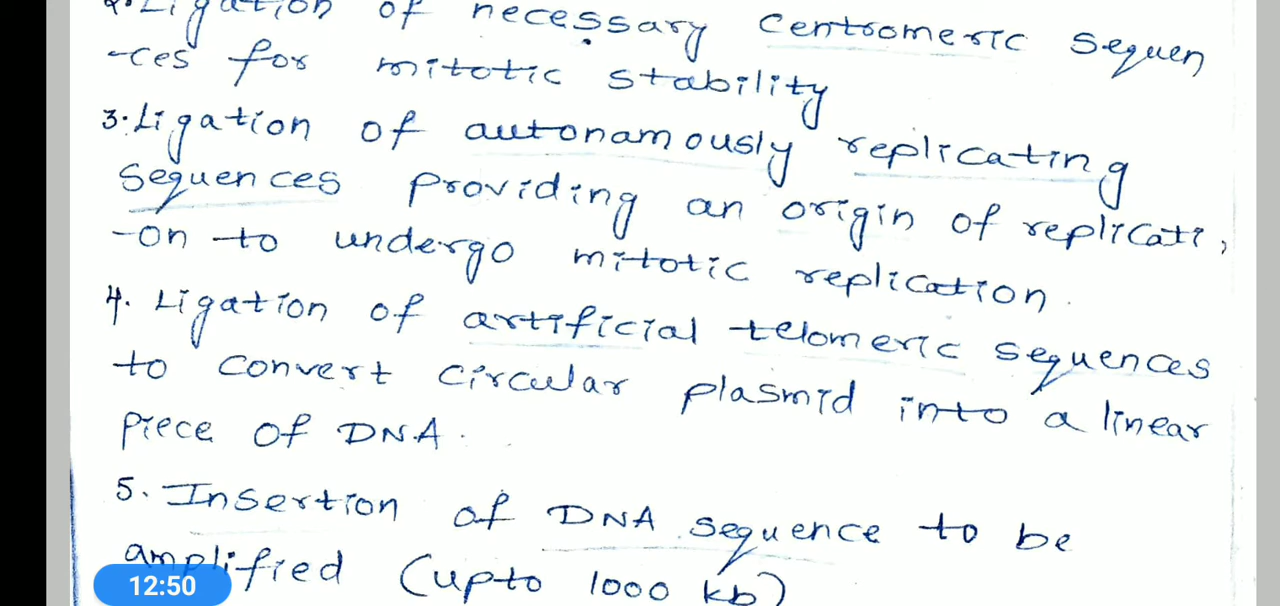 2. Ligation of necessary centromeric sequen
-ces for mitotic stability
3. Ligation of autonamously replicating
sequences providing an origin of replicati,
-on to undergo mitotic replication.
4. Ligation of artificial telomeric sequences
to convert circular plasmid into a linear
piece of DNA.
5. Insertion of DNA sequence to be
amplified (upto 1000 kb)
12:50